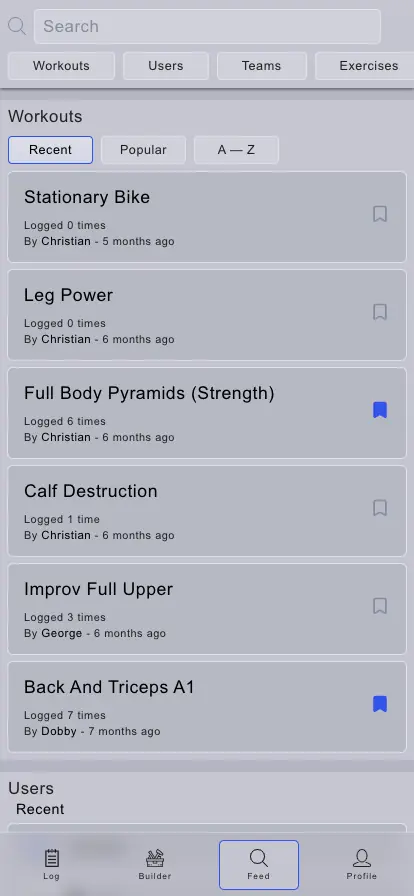 Search
Workouts Users Teams Exercises
Workouts
Recent Popular A — Z
Stationary Bike
Logged 0 times
By Christian - 5 months ago
Leg Power
Logged 0 times
By Christian - 6 months ago
Full Body Pyramids (Strength)
Logged 6 times
By Christian - 6 months ago
Calf Destruction
Logged 1 time
By Christian - 6 months ago
Improv Full Upper
Logged 3 times
By George - 6 months ago
Back And Triceps A1
Logged 7 times
By Dobby - 7 months ago
Users
Recent
Log Builder Feed Profile